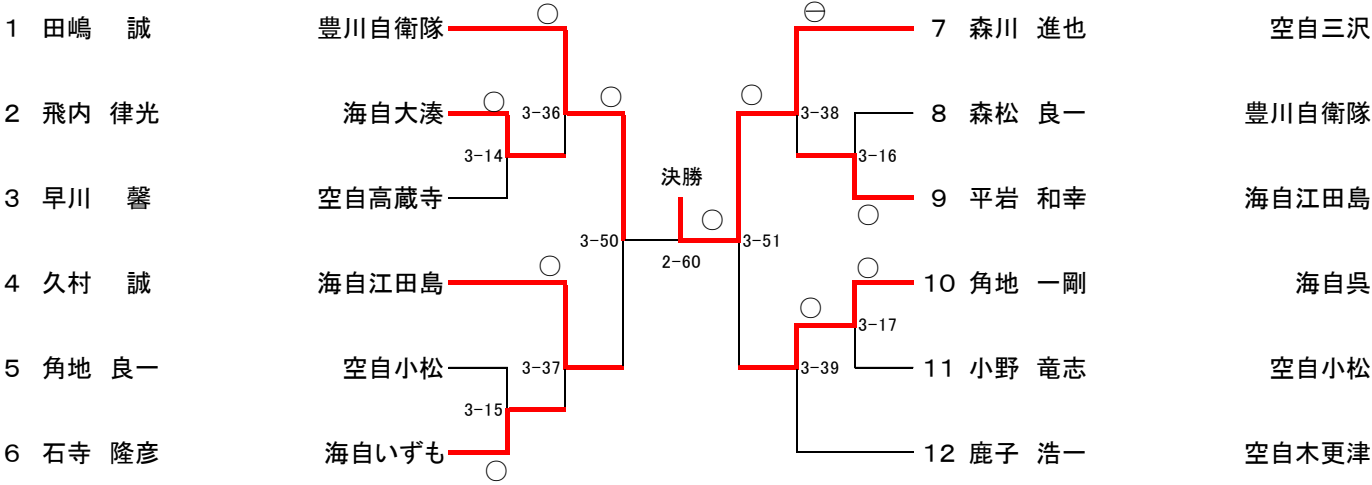 1 田嶋 誠 豊川自衛隊
2 飛内 律光 海自大湊
3 早川 馨 空自高蔵寺
4 久村 誠 海自江田島
5 角地 良一 空自小松
6 石寺 隆彦 海自いずも
3-14
3-36
3-15
3-37
3-50
決勝
2-60
3-51
3-38
3-16
3-17
3-39
7 森川 進也 空自三沢
8 森松 良一 豊川自衛隊
9 平岩 和幸 海自江田島
10 角地 一剛 海自呉
11 小野 竜志 空自小松
12 鹿子 浩一 空自木更津